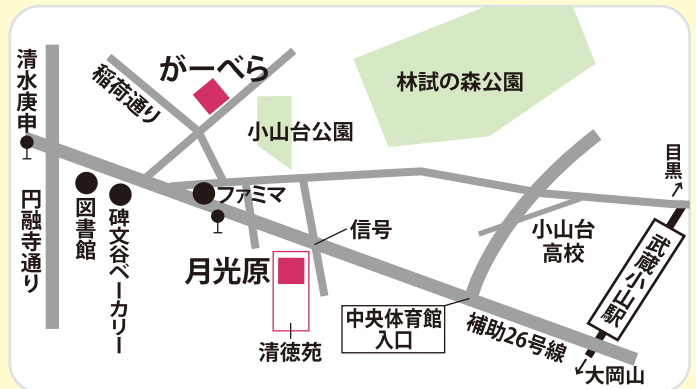 清水庚申
稲荷通り
がーべら
小山台公園
林試の森公園
目黒
円融寺通り
図書館
碑文谷ベーカリー
ファミマ
信号
月光原
清徳苑
中央体育館
入口
補助26号線
小山台
高校
武蔵小山駅
大岡山